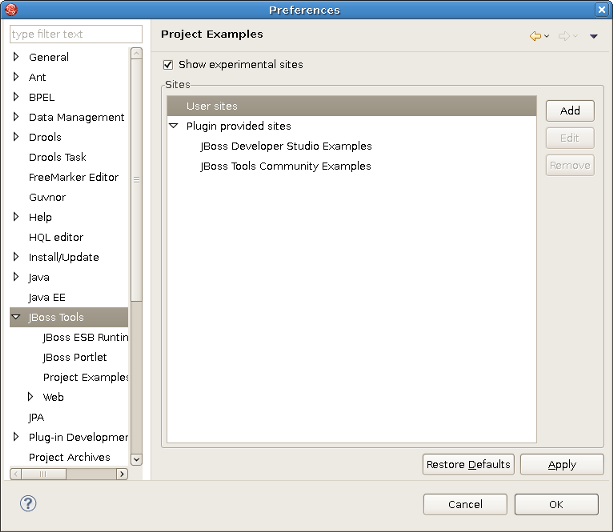 Preferences
type filter text
General
Ant
BPEL
Data Management
Drools
Drools Task
FreeMarker Editor
Guvnor
Help
HQL editor
Install/Update
Java
Java EE
JBoss Tools
JBoss ESB Runtin
JBoss Portlet
Project Examples
Web
JPA
Plug-in Developmer
Project Archives
Project Examples
Show experimental sites
Sites
User sites
Plugin provided sites
JBoss Developer Studio Examples
JBoss Tools Community Examples
Add
Edit
Remove
Restore Defaults
Apply
?
Cancel
OK